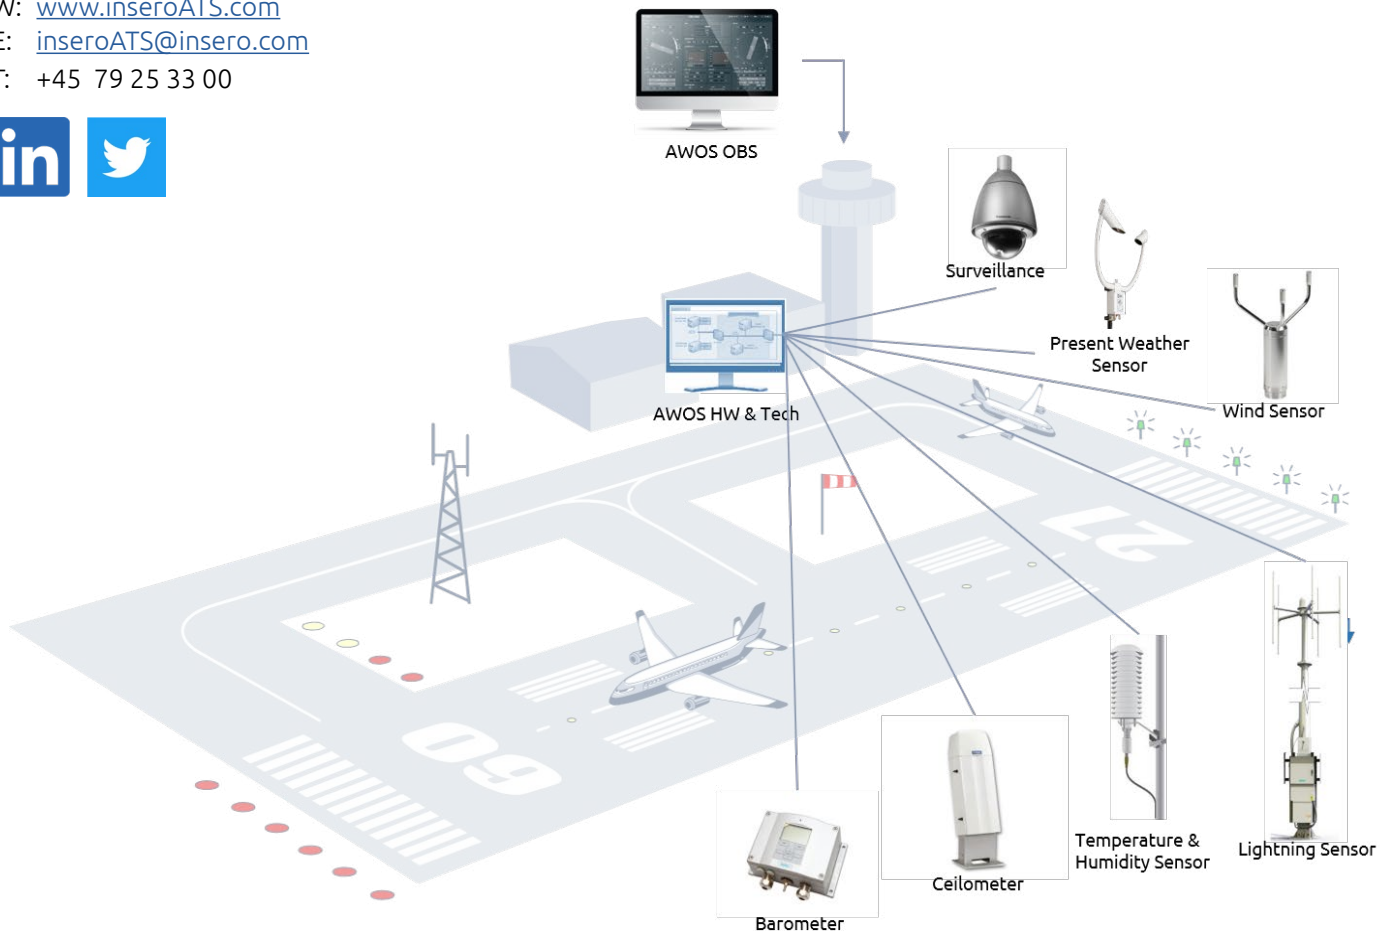 W: www.inseroATS.com
E: inseroATS@insero.com
T: +45 79 25 33 00
in
AWOS OBS
Surveillance
Present Weather
Sensor
Wind Sensor
AWOS HW & Tech
27
09
Temperature &
Humidity Sensor
Lightning Sensor
Ceilometer
Barometer